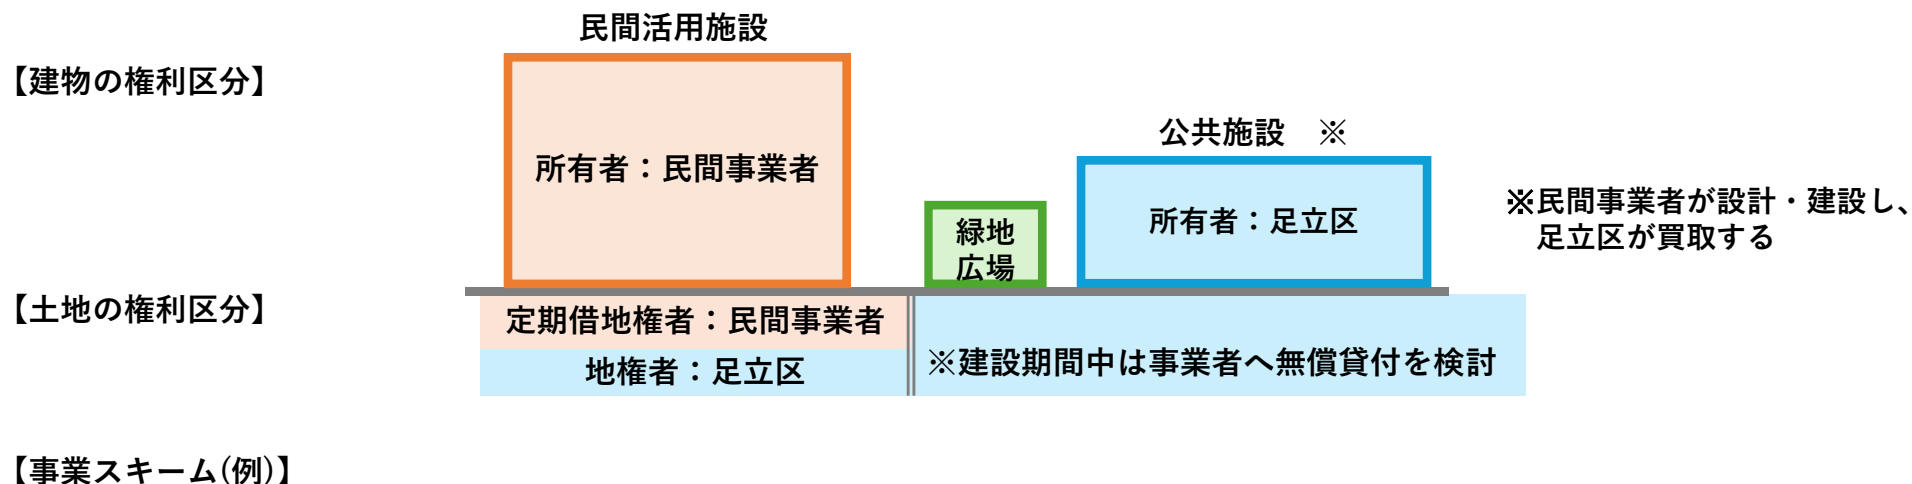 民間活用施設
【建物の権利区分】
公共施設　※
所有者：民間事業者
所有者：足立区
※民間事業者が設計・建設し、
足立区が買取する
緑地
広場
【土地の権利区分】
定期借地権者：民間事業者
地権者：足立区
※建設期間中は事業者へ無償貸付を検討
【事業スキーム(例)】